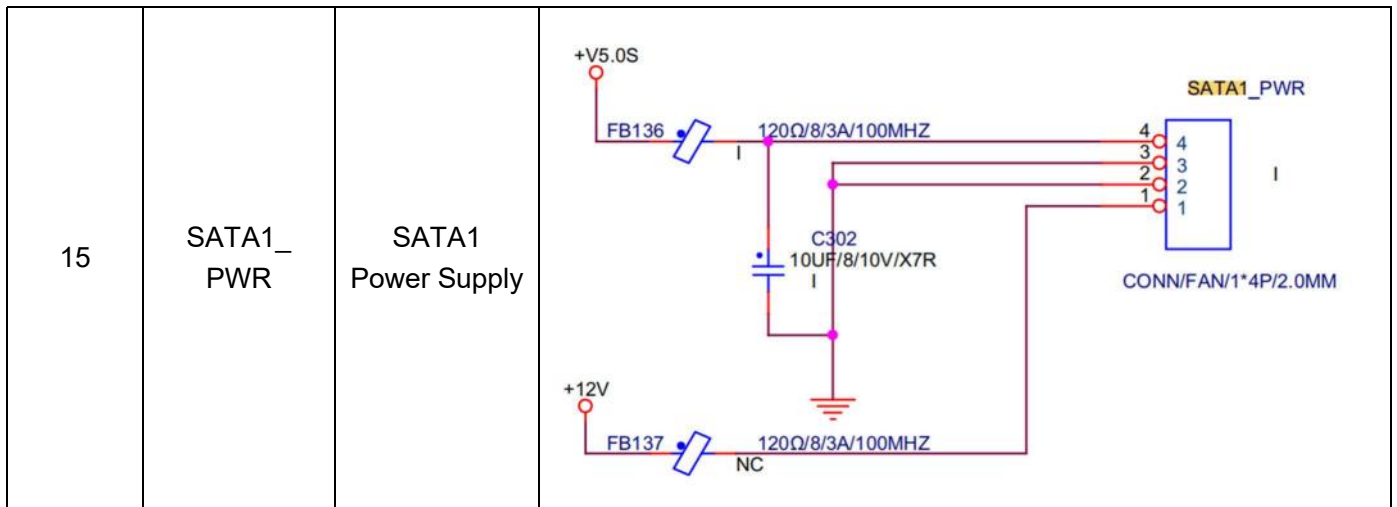 15
SATA1_
PWR
SATA1
Power Supply
+V5.0S
SATA1_PWR
FB136
120Ω/8/3A/100MHZ
I
4
3
2
1
4
3
2
1
I
C302
10UF/8/10V/X7R
I
CONN/FAN/1*4P/2.0MM
+12V
FB137
120Ω/8/3A/100MHZ
NC